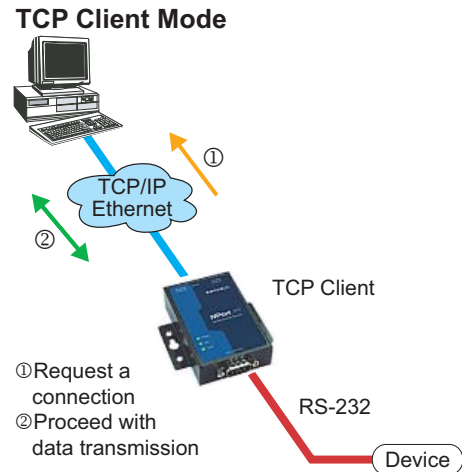 TCP Client Mode
①
TCP/IP
Ethernet
②
TCP Client
NPort
①Request a
connection
②Proceed with
data transmission
RS-232
Device